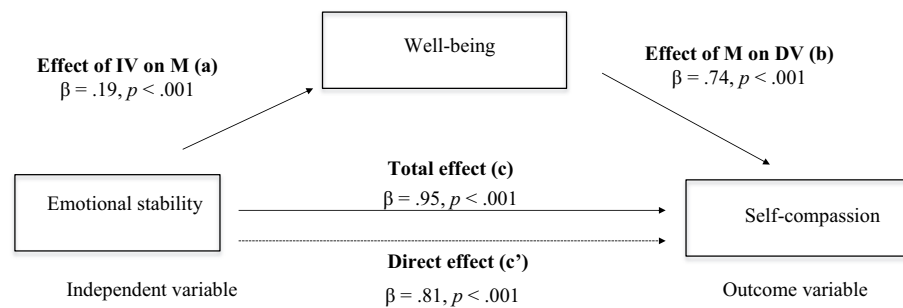 Well-being
Effect of IV on M (a)
β = .19, p < .001
Effect of M on DV (b)
β = .74, p < .001
Emotional stability
Total effect (c)
β = .95, p < .001
Self-compassion
Direct effect (c’)
β = .81, p < .001
Independent variable
Outcome variable